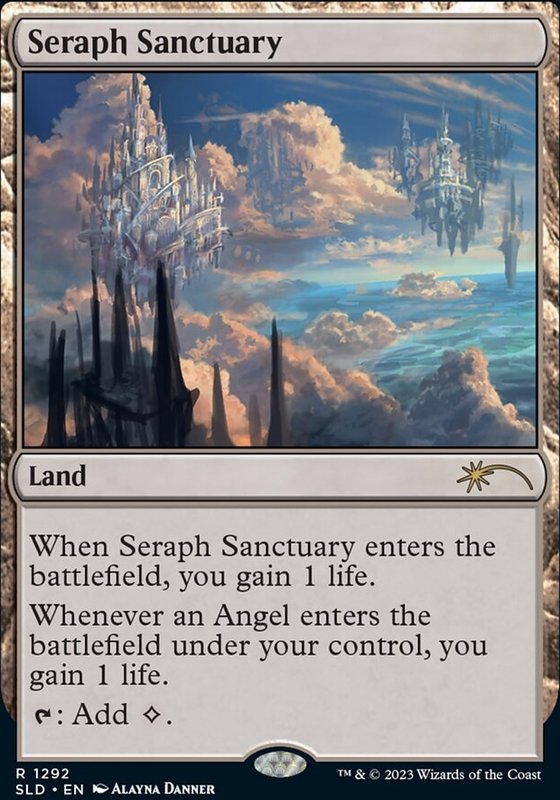 Seraph Sanctuary
Land
When Seraph Sanctuary enters the
battlefield, you gain 1 life.
Whenever an Angel enters the
battlefield under your control, you
gain 1 life.
: Add .
R 1292
SLD • EN Alayna Danner
™ & © 2023 Wizards of the Coast